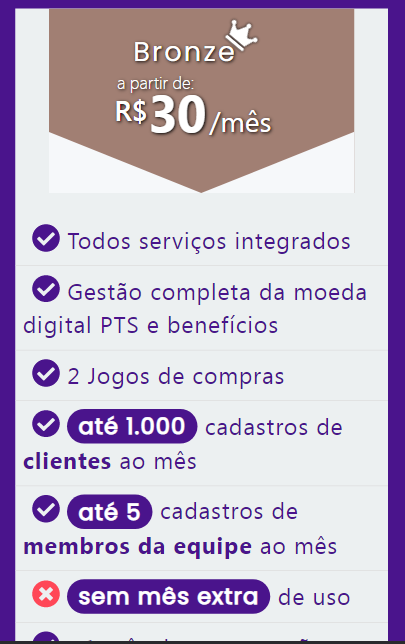 Bronze
a partir de:
R$30/mês
Todos serviços integrados
Gestão completa da moeda
digital PTS e benefícios
2 Jogos de compras
até 1.000 cadastros de
clientes ao mês
até 5 cadastros de
membros da equipe ao mês
sem mês extra de uso